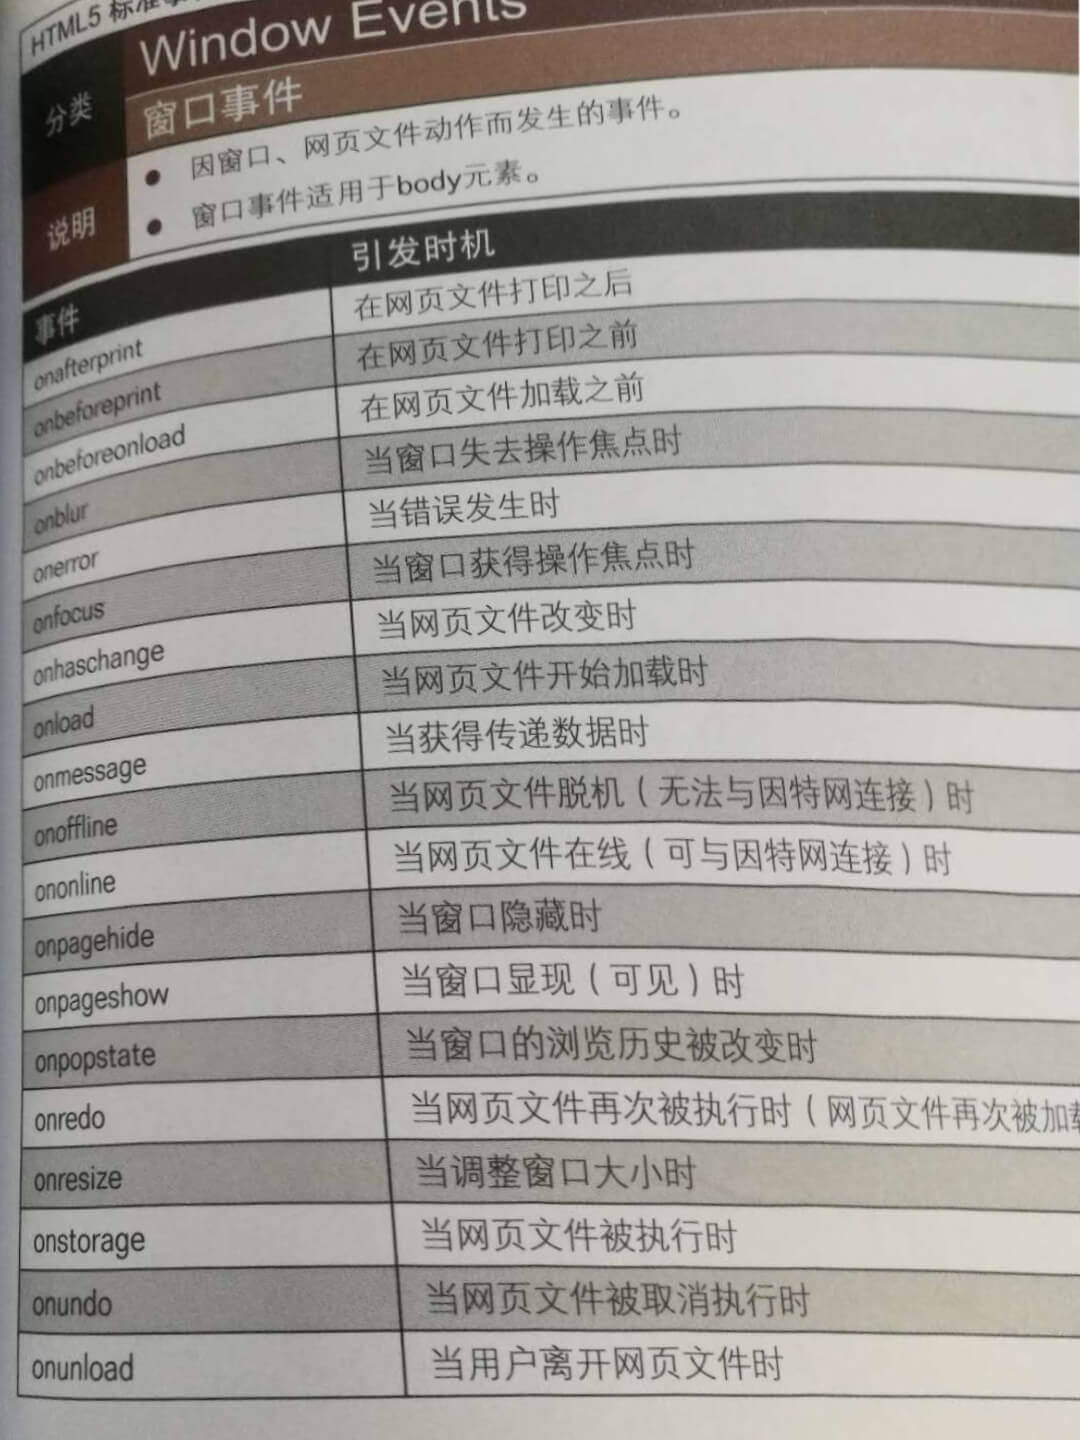 HTML5 标准事
分类 Window Events
窗口事件
说明 ● 因窗口、网页文件动作而发生的事件。
● 窗口事件适用于body元素。
事件 引发时机
onafterprint 在网页文件打印之后
onbeforeprint 在网页文件打印之前
onbeforeonload 在网页文件加载之前
onblur 当窗口失去操作焦点时
onerror 当错误发生时
onfocus 当窗口获得操作焦点时
onhaschange 当网页文件改变时
onload 当网页文件开始加载时
onmessage 当获得传递数据时
onoffline 当网页文件脱机（无法与因特网连接）时
ononline 当网页文件在线（可与因特网连接）时
onpagehide 当窗口隐藏时
onpageshow 当窗口显现（可见）时
onpopstate 当窗口的浏览历史被改变时
onredo 当网页文件再次被执行时（网页文件再次被加载
onresize 当调整窗口大小时
onstorage 当网页文件被执行时
onundo 当网页文件被取消执行时
onunload 当用户离开网页文件时